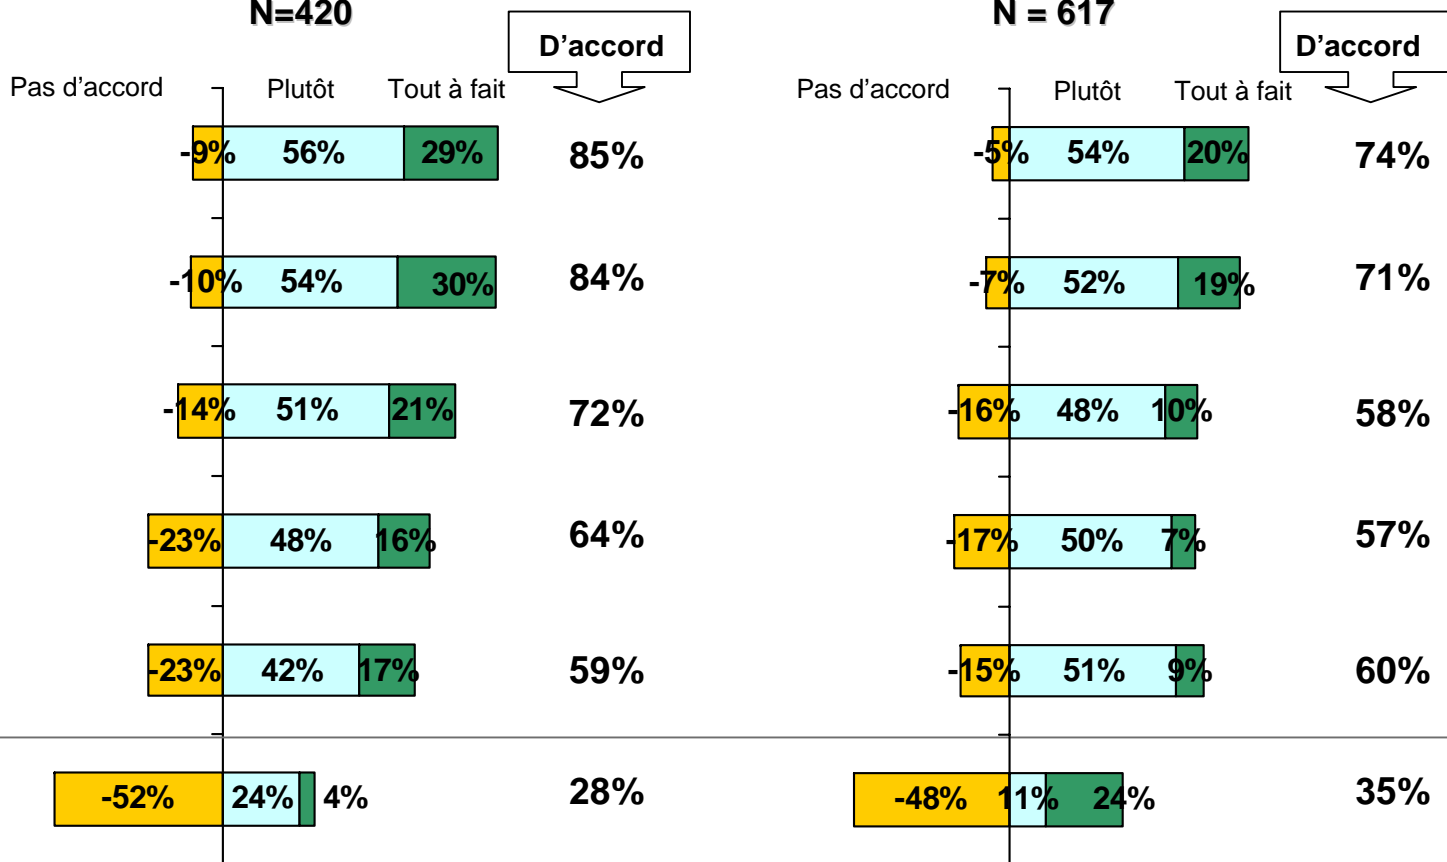 N=420 N = 617
D'accord D'accord
Pas d'accord Plutôt Tout à fait Pas d'accord Plutôt Tout à fait
-9% 56% 29% 85% -5% 54% 20% 74%
-10% 54% 30% 84% -7% 52% 19% 71%
-14% 51% 21% 72% -16% 48% 10% 58%
-23% 48% 16% 64% -17% 50% 7% 57%
-23% 42% 17% 59% -15% 51% 9% 60%
-52% 24% 4% 28% -48% 11% 24% 35%